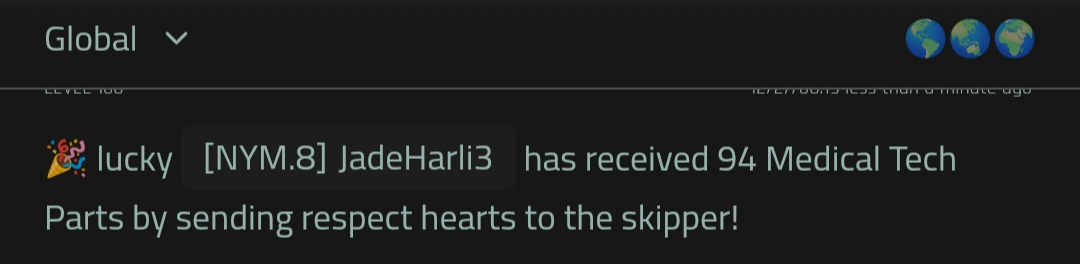 Global
🎉 lucky [NYM.8] JadeHarli3 has received 94 Medical Tech
Parts by sending respect hearts to the skipper!